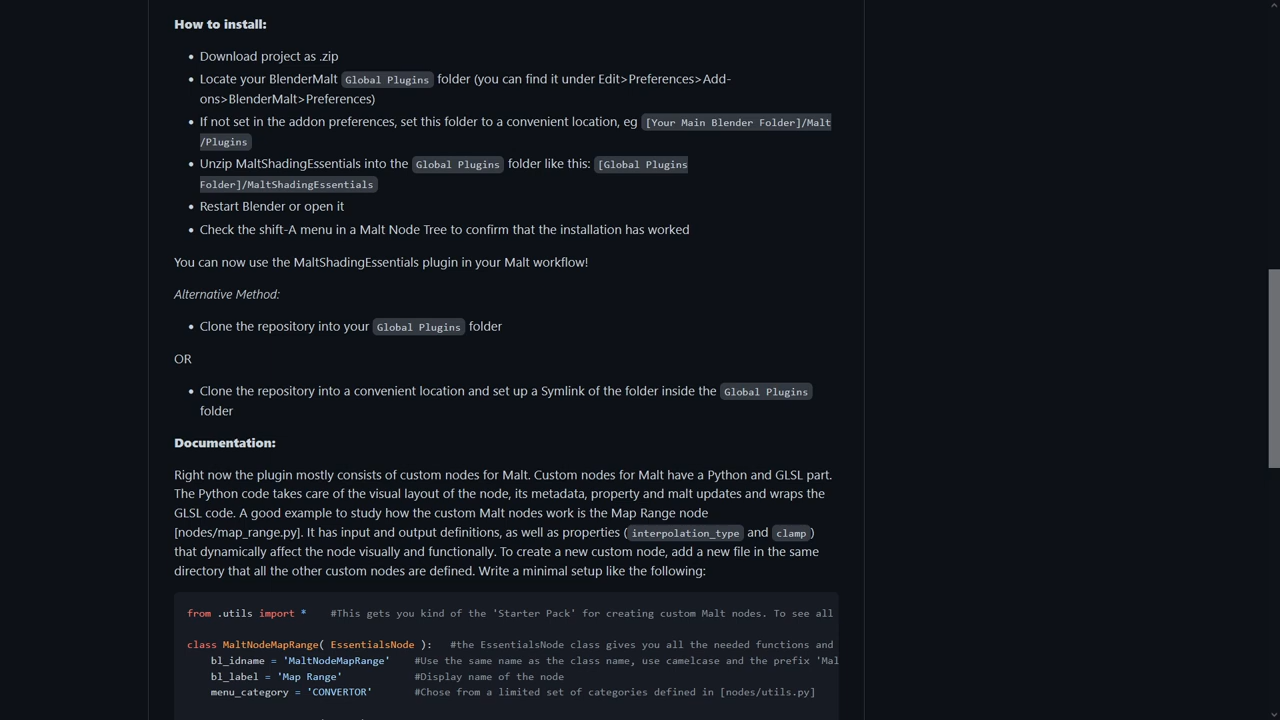 How to install:
Download project as .zip
Locate your BlenderMalt Global Plugins folder (you can find it under Edit>Preferences>Add-
ons>BlenderMalt>Preferences)
If not set in the addon preferences, set this folder to a convenient location, eg [Your Main Blender Folder]/Malt
/Plugins
Unzip MaltShadingEssentials into the Global Plugins folder like this: [Global Plugins
Folder]/MaltShadingEssentials
Restart Blender or open it
Check the shift-A menu in a Malt Node Tree to confirm that the installation has worked
You can now use the MaltShadingEssentials plugin in your Malt workflow!
Alternative Method:
Clone the repository into your Global Plugins folder
OR
Clone the repository into a convenient location and set up a Symlink of the folder inside the Global Plugins
folder
Documentation:
Right now the plugin mostly consists of custom nodes for Malt. Custom nodes for Malt have a Python and GLSL part.
The Python code takes care of the visual layout of the node, its metadata, property and malt updates and wraps the
GLSL code. A good example to study how the custom Malt nodes work is the Map Range node
[nodes/map_range.py]. It has input and output definitions, as well as properties (interpolation_type and clamp)
that dynamically affect the node visually and functionally. To create a new custom node, add a new file in the same
directory that all the other custom nodes are defined. Write a minimal setup like the following:
from .utils import * #This gets you kind of the 'Starter Pack' for creating custom Malt nodes. To see all
class MaltNodeMapRange( EssentialsNode ): #the EssentialsNode class gives you all the needed functions and
bl_idname = 'MaltNodeMapRange' #Use the same name as the class name, use camelcase and the prefix 'Mal
bl_label = 'Map Range' #Display name of the node
menu_category = 'CONVERTOR' #Chose from a limited set of categories defined in [nodes/utils.py]